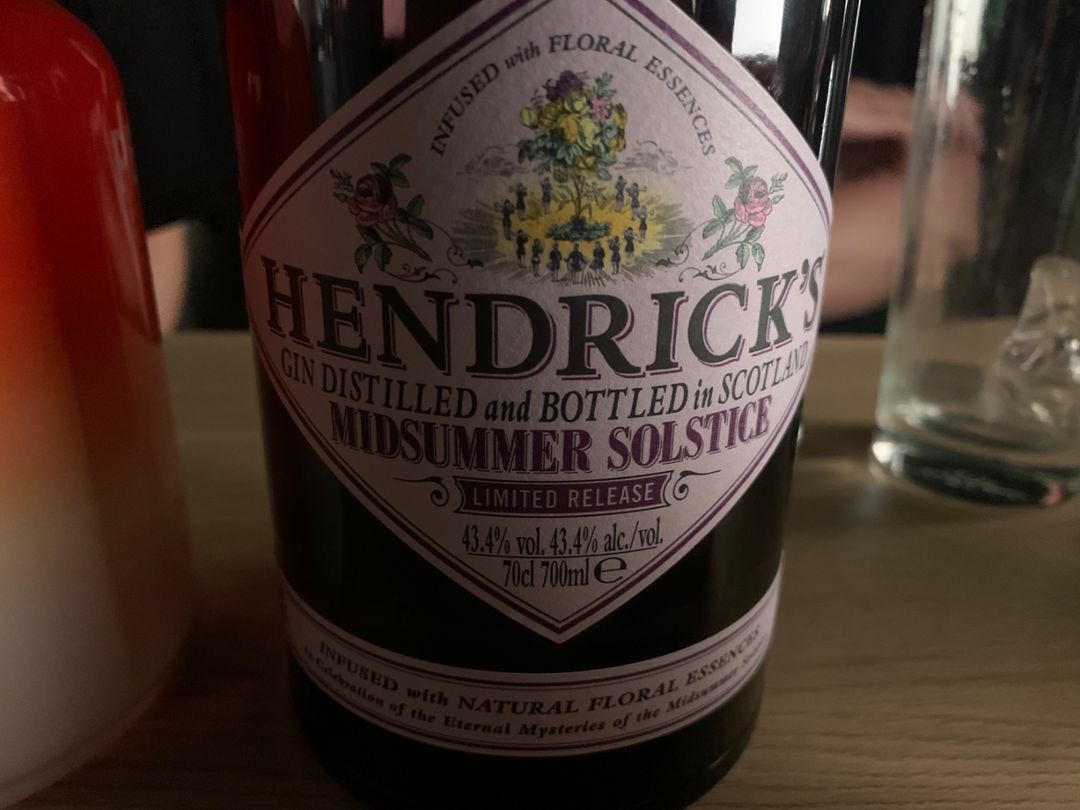 INFUSED with FLORAL ESSENCES
HENDRICK'S
GIN DISTILLED and BOTTLED in SCOTLAND
MIDSUMMER SOLSTICE
LIMITED RELEASE
43.4% vol. 43.4% alc./vol.
70cl 700ml e
INFUSED with NATURAL FLORAL ESSENCES
In Celebration of the Eternal Mysteries of the Midsummer